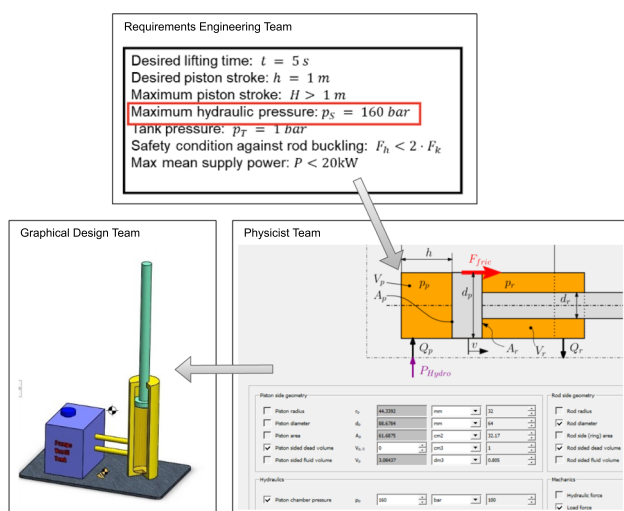 Requirements Engineering Team
Desired lifting time: t = 5 s
Desired piston stroke: h = 1 m
Maximum piston stroke: H > 1 m
Maximum hydraulic pressure: p_S = 160 bar
Tank pressure: p_T = 1 bar
Safety condition against rod buckling: F_h < 2 · F_k
Max mean supply power: P < 20kW
Graphical Design Team
Physicist Team
h
F_fric
V_p
p_p
d_p
p_r
d_r
A_p
Q_p
v
A_r
V_r
Q_r
P_Hydro
Piston side geometry
Rod side geometry
Piston radius 44.3392 mm 32
Rod radius
Piston diameter 88.6784 mm 64
Rod diameter
Piston area 61.6875 cm2 32.17
Rod side (ring) area
Piston sided dead volume 0 cm3 1
Rod sided dead volume
Piston sided fluid volume 3.08437 dm3 0.805
Rod sided fluid volume
Hydraulics
Mechanics
Hydraulic force
Piston chamber pressure 160 bar 100
Load force